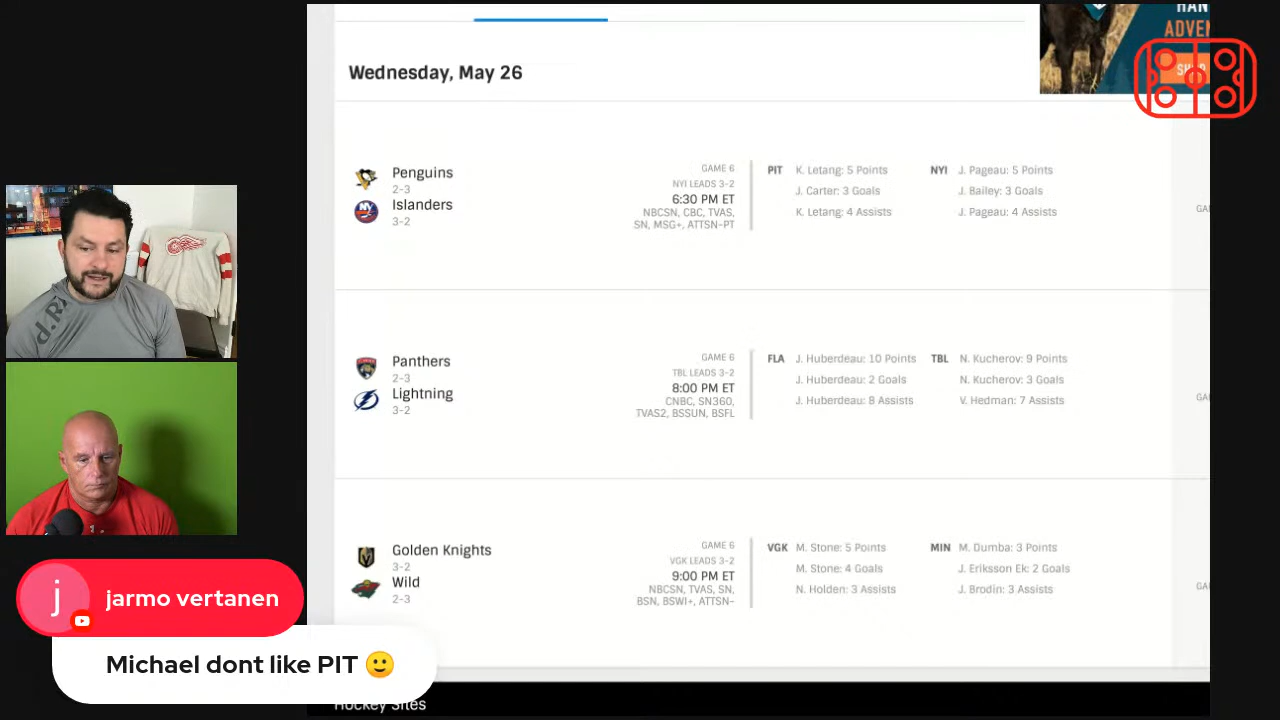 HAN
ADVEN
Wednesday, May 26
Penguins
2-3
Islanders
3-2
GAME 6
NYI LEADS 3-2
6:30 PM ET
NBCSN, CBC, TVAS,
SN, MSG+, ATTSN-PT
PIT K. Letang: 5 Points
J. Carter: 3 Goals
K. Letang: 4 Assists
NYI J. Pageau: 5 Points
J. Bailey: 3 Goals
J. Pageau: 4 Assists
GA
Panthers
2-3
Lightning
3-2
GAME 6
TBL LEADS 3-2
8:00 PM ET
CNBC, SN360,
TVAS2, BSSUN, BSFL
FLA J. Huberdeau: 10 Points
J. Huberdeau: 2 Goals
J. Huberdeau: 8 Assists
TBL N. Kucherov: 9 Points
N. Kucherov: 3 Goals
V. Hedman: 7 Assists
GA
Golden Knights
3-2
Wild
2-3
GAME 6
VGK LEADS 3-2
9:00 PM ET
NBCSN, TVAS, SN,
BSN, BSWI+, ATTSN-
VGK M. Stone: 5 Points
M. Stone: 4 Goals
N. Holden: 3 Assists
MIN M. Dumba: 3 Points
J. Eriksson Ek: 2 Goals
J. Brodin: 3 Assists
GA
j
jarmo vertanen
Michael dont like PIT 🙂
Hockey Sites